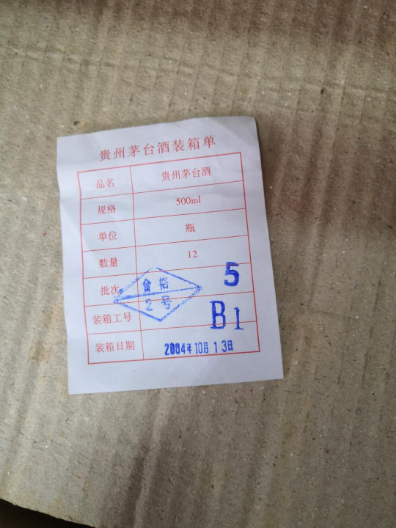 贵州茅台酒装箱单
品名 贵州茅台酒
规格 500ml
单位 瓶
数量 12
批次 5
2号
装箱工号 B1
装箱日期 2004年10月13日